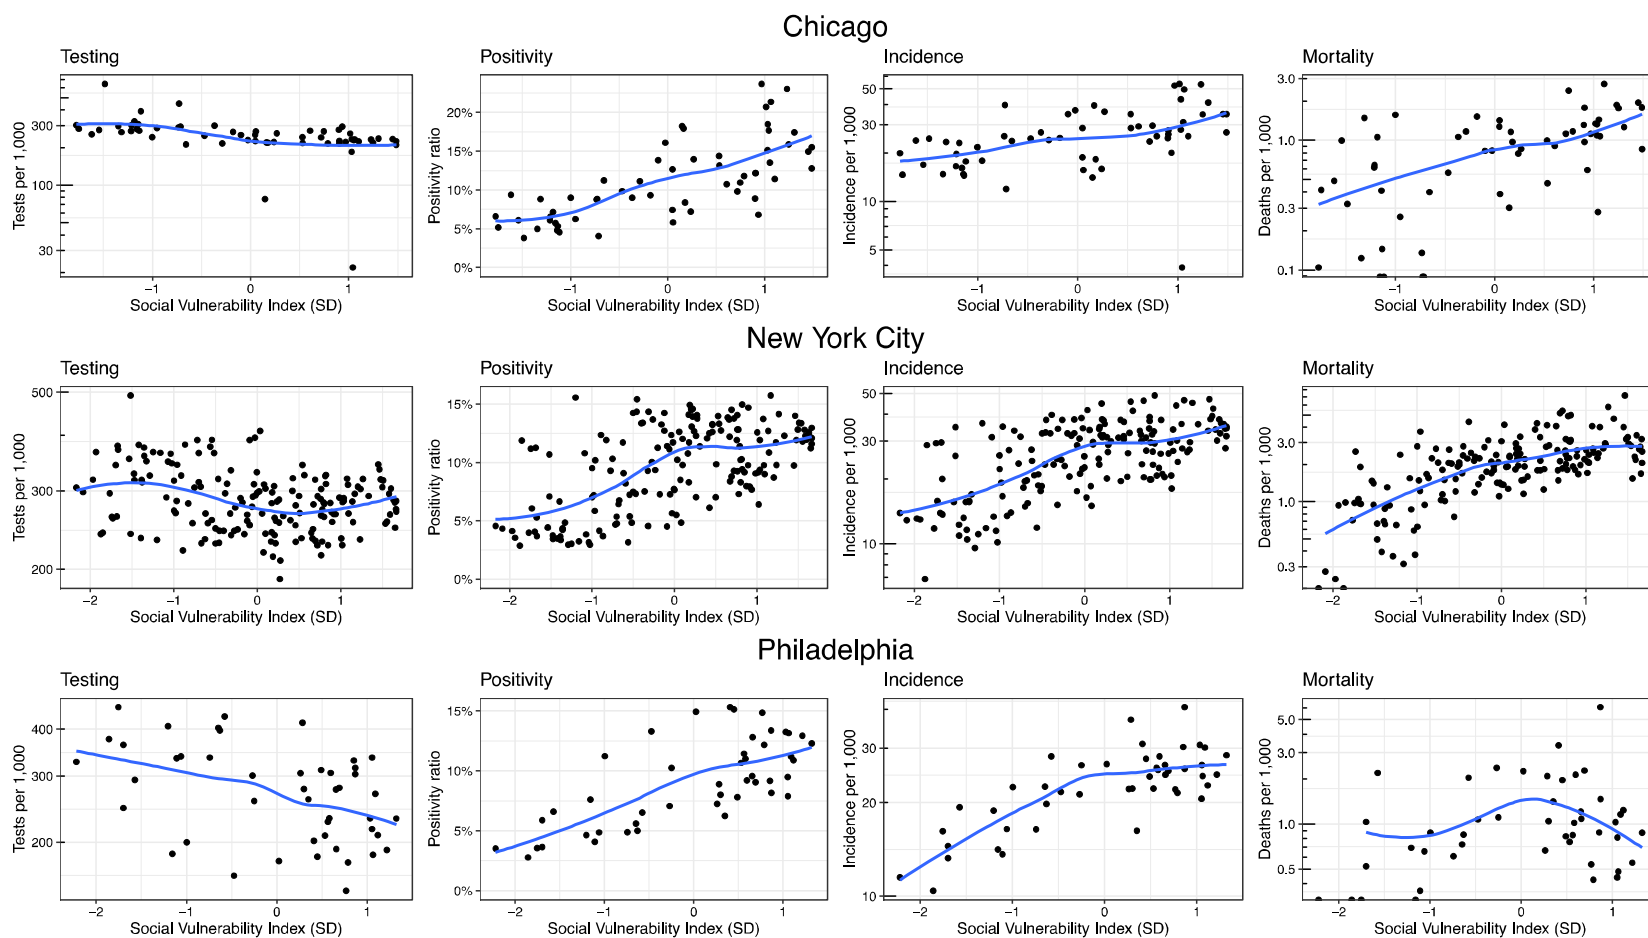 Chicago
Testing
Positivity
Incidence
Mortality
Tests per 1,000
300
100
30
−1
0
1
Social Vulnerability Index (SD)
Positivity ratio
20%
15%
10%
5%
0%
−1
0
1
Social Vulnerability Index (SD)
Incidence per 1,000
50
30
10
5
−1
0
1
Social Vulnerability Index (SD)
Deaths per 1,000
3.0
1.0
0.3
0.1
−1
0
1
Social Vulnerability Index (SD)
New York City
Testing
Positivity
Incidence
Mortality
Tests per 1,000
500
300
200
−2
−1
0
1
Social Vulnerability Index (SD)
Positivity ratio
15%
10%
5%
0%
−2
−1
0
1
Social Vulnerability Index (SD)
Incidence per 1,000
50
30
10
−2
−1
0
1
Social Vulnerability Index (SD)
Deaths per 1,000
3.0
1.0
0.3
−2
−1
0
1
Social Vulnerability Index (SD)
Philadelphia
Testing
Positivity
Incidence
Mortality
Tests per 1,000
400
300
200
−2
−1
0
1
Social Vulnerability Index (SD)
Positivity ratio
15%
10%
5%
0%
−2
−1
0
1
Social Vulnerability Index (SD)
Incidence per 1,000
30
20
10
−2
−1
0
1
Social Vulnerability Index (SD)
Deaths per 1,000
5.0
3.0
1.0
0.5
−2
−1
0
1
Social Vulnerability Index (SD)